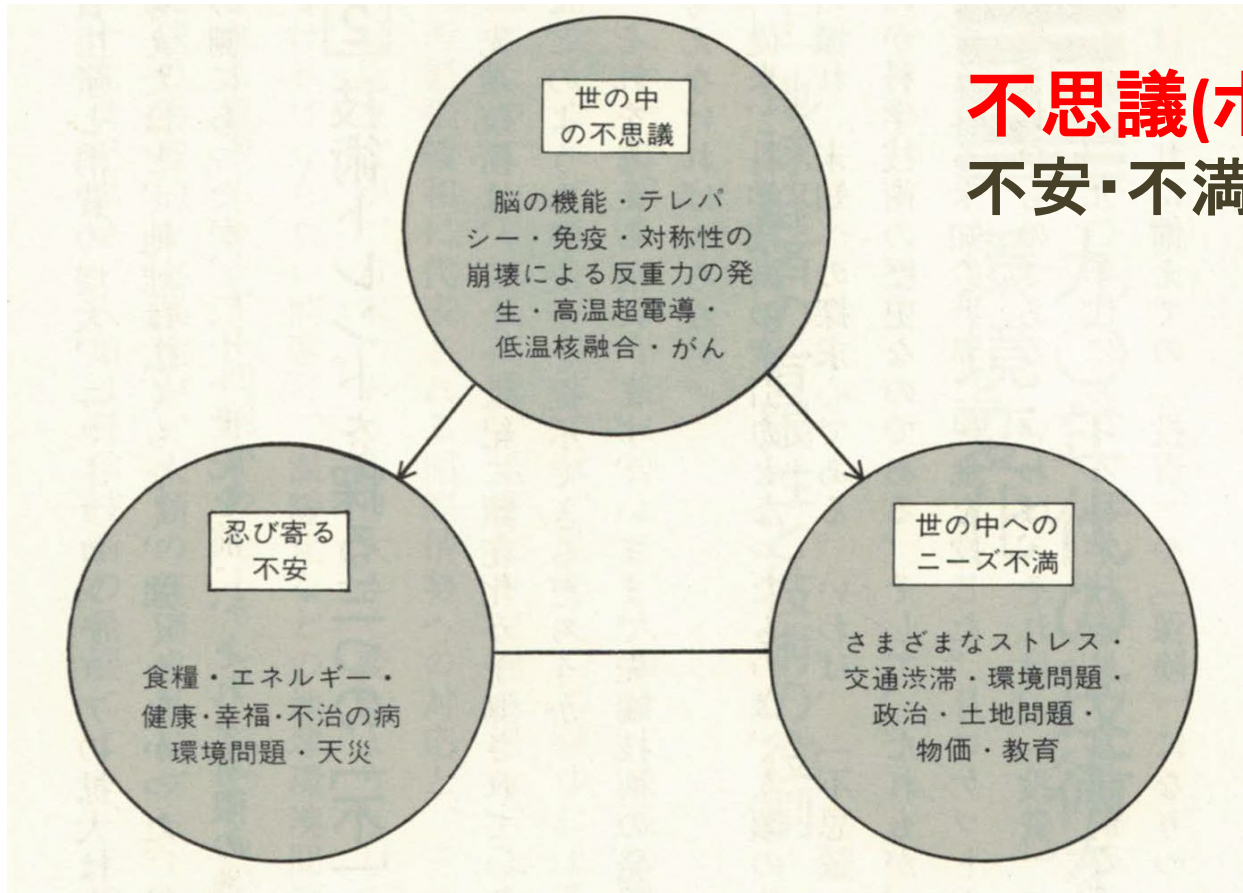 世の中
の不思議
脳の機能・テレパ
シー・免疫・対称性の
崩壊による反重力の発
生・高温超電導・
低温核融合・がん
不思議(
不安・不満
忍び寄る
不安
食糧・エネルギー・
健康・幸福・不治の病
環境問題・天災
世の中への
ニーズ不満
さまざまなストレス・
交通渋滞・環境問題・
政治・土地問題・
物価・教育